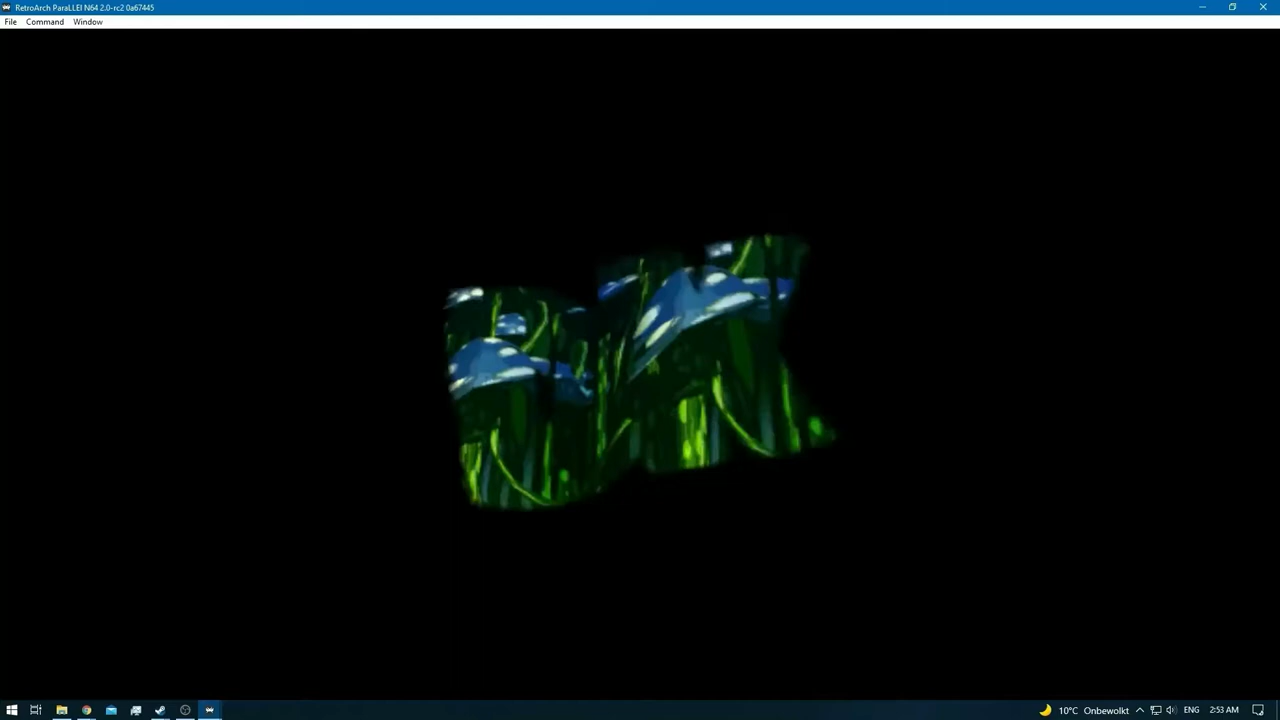 RetroArch ParaLLEl N64 2.0-rc2 0a67445
File Command Window
10°C Onbewolkt ENG 2:53 AM